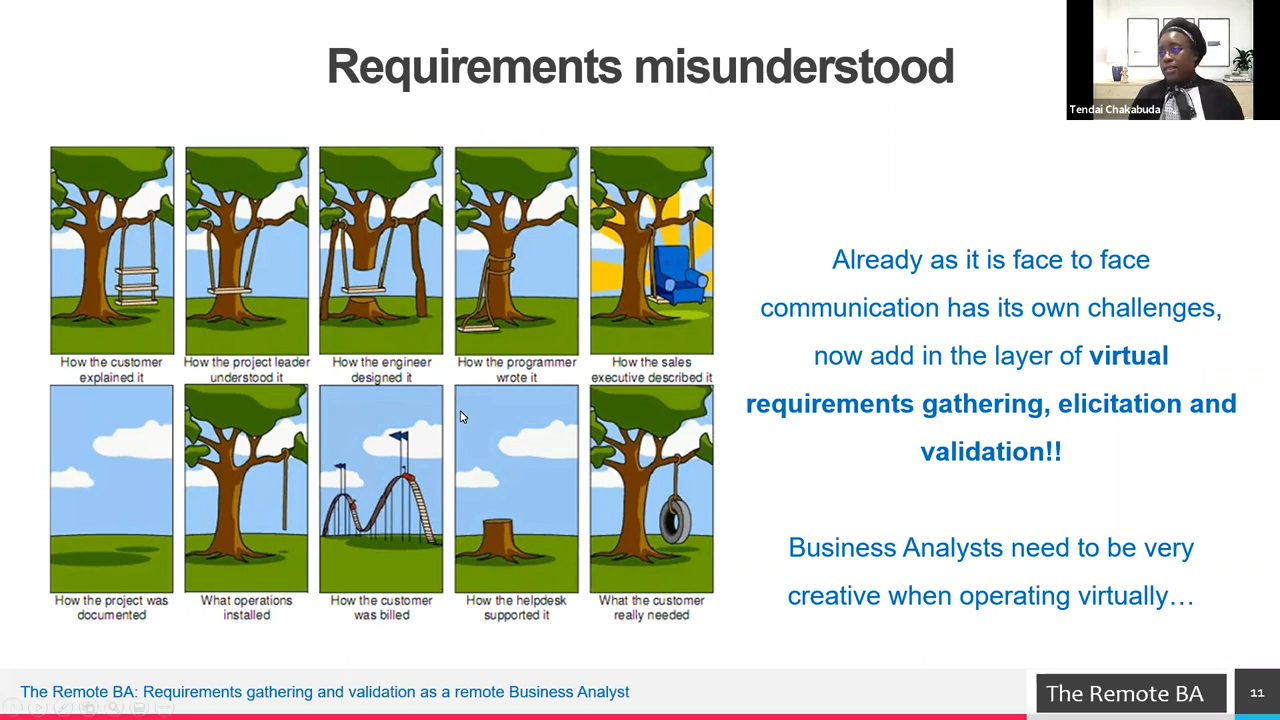 Requirements misunderstood
Tendai Chakabuda
How the customer
explained it
How the project leader
understood it
How the engineer
designed it
How the programmer
wrote it
How the sales
executive described it
How the project was
documented
What operations
installed
How the customer
was billed
How the helpdesk
supported it
What the customer
really needed
Already as it is face to face
communication has its own challenges,
now add in the layer of virtual
requirements gathering, elicitation and
validation!!
Business Analysts need to be very
creative when operating virtually…
The Remote BA: Requirements gathering and validation as a remote Business Analyst
The Remote BA
11